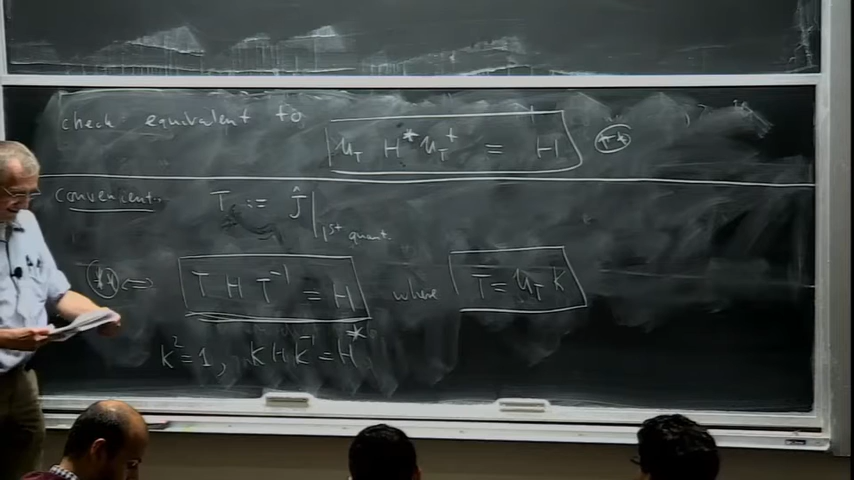 check equivalent to u_T H^* u_T^† = H (**)
convenient: T := Ĵ|_{1st quant.}
(**) ⟺ T H T^{-1} = H where T = u_T K
K^2 = 1, K H K^{-1} = H^*